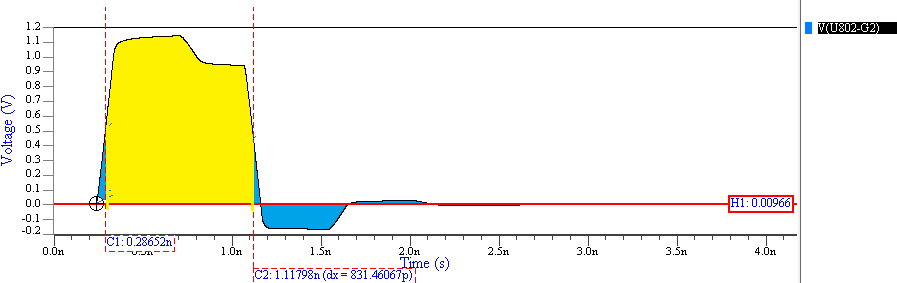 V(U802-G2)
Voltage (V)
1.2
1.1
1.0
0.9
0.8
0.7
0.6
0.5
0.4
0.3
0.2
0.1
0.0
-0.1
-0.2
H1: 0.00966
C1: 0.28652n
0.0n
1.0n
1.5n
2.0n
2.5n
3.0n
3.5n
4.0n
Time (s)
C2: 1.11798n (dx = 831.46067p)